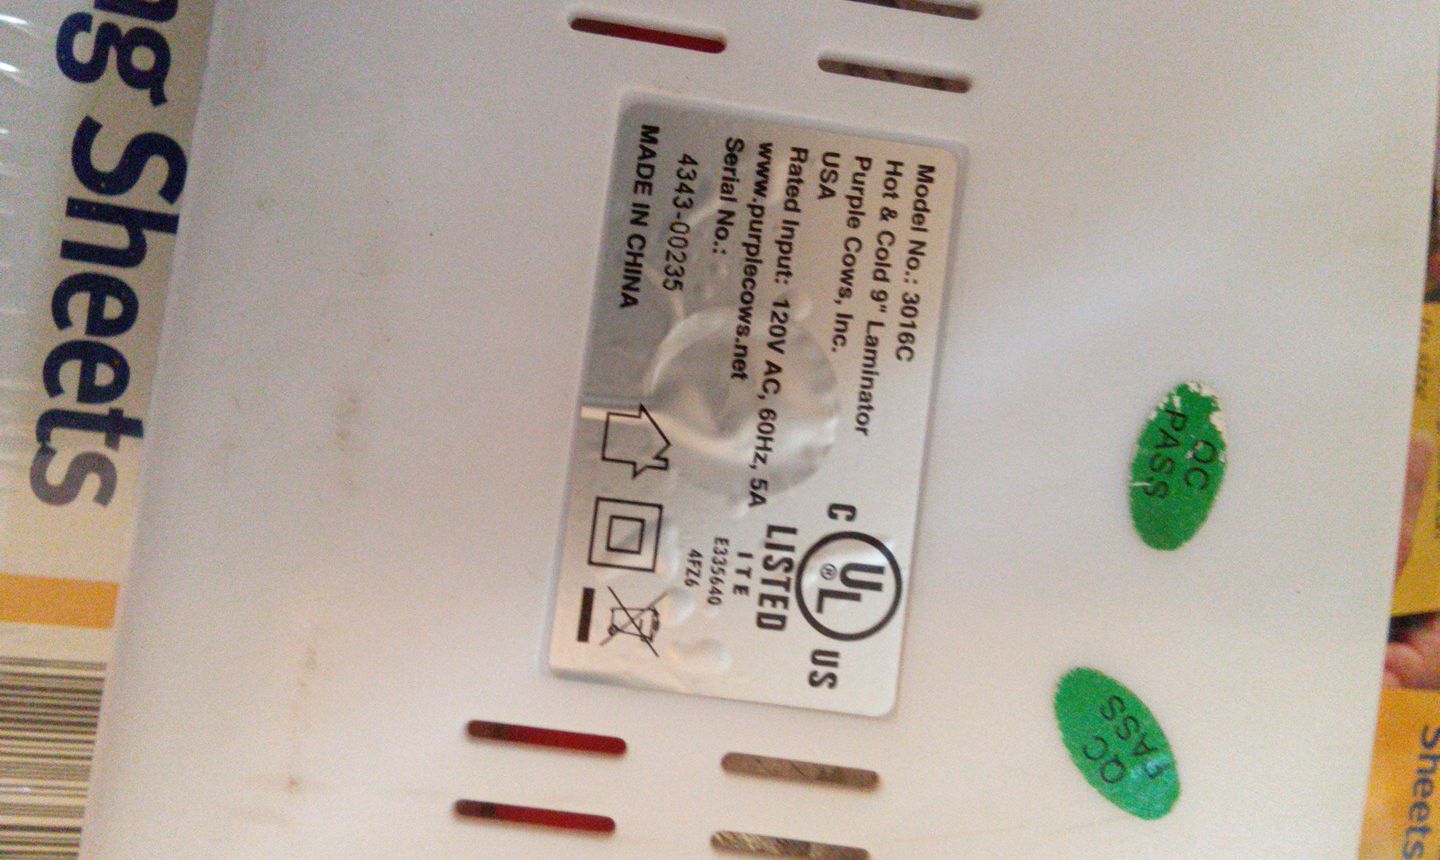 ng Sheets
Model No.: 3016C
Hot & Cold 9" Laminator
Purple Cows, Inc.
USA
Rated Input: 120V AC, 60Hz, 5A
www.purplecows.net
Serial No.:
4343-00235
MADE IN CHINA
C UL ® US
LISTED
I T E
E335640
4FZ6
QC
PASS
QC
PASS
Sheets